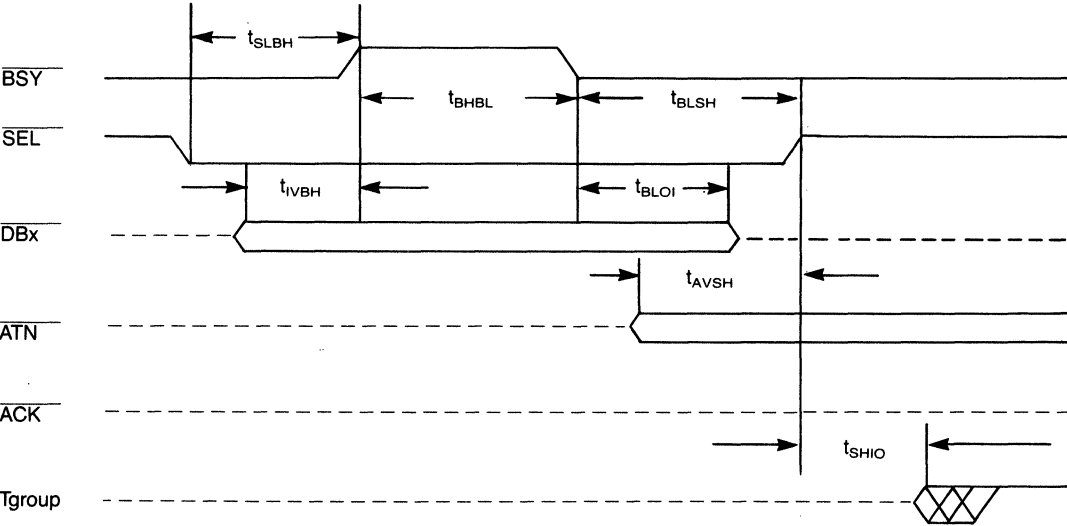 tSLBH
BSY
tBHBL
tBLSH
SEL
tIVBH
tBLOI
DBx
tAVSH
ATN
ACK
tSHIO
Tgroup